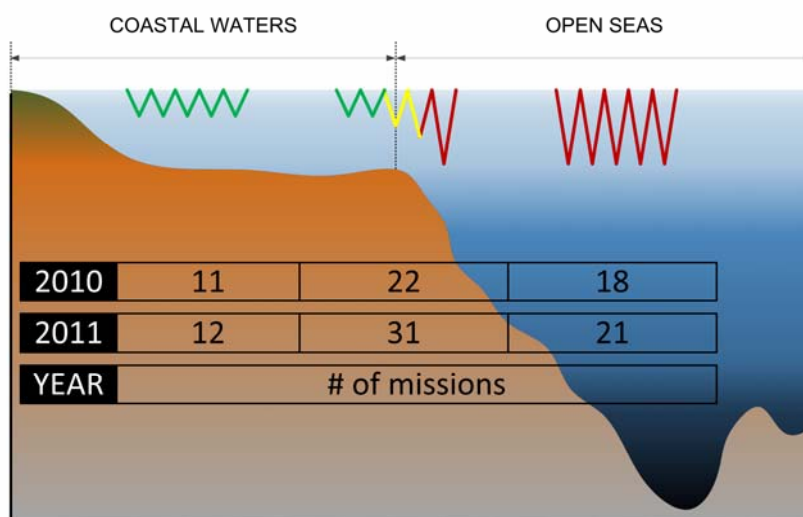 COASTAL WATERS OPEN SEAS
2010 11 22 18
2011 12 31 21
YEAR # of missions